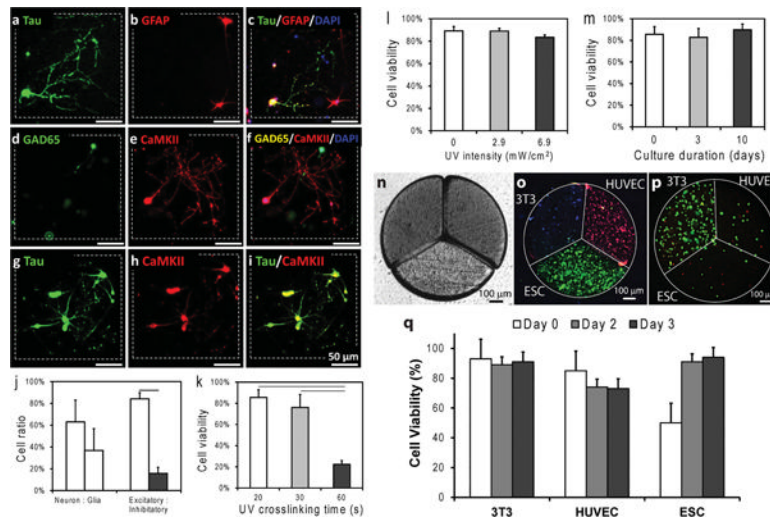 a Tau
b GFAP
c Tau/GFAP/DAPI
d GAD65
e CaMKII
f GAD65/CaMKII/DAPI
g Tau
h CaMKII
i Tau/CaMKII
50 µm
Cell ratio
100%
80%
60%
40%
20%
0%
Neuron : Glia
Excitatory : Inhibitatory
k
Cell viability
100%
80%
60%
40%
20%
0%
20 30 60
UV crosslinking time (s)
l
Cell viability
100%
80%
60%
40%
20%
0%
0 2.9 6.9
UV intensity (mW/cm²)
m
Cell viability
100%
80%
60%
40%
20%
0%
0 3 10
Culture duration (days)
n
100 µm
o
3T3
HUVEC
ESC
100 µm
p
3T3
HUVE
ESC
100 µm
q
Day 0 Day 2 Day 3
Cell Viability (%)
100
80
60
40
20
0
3T3 HUVEC ESC